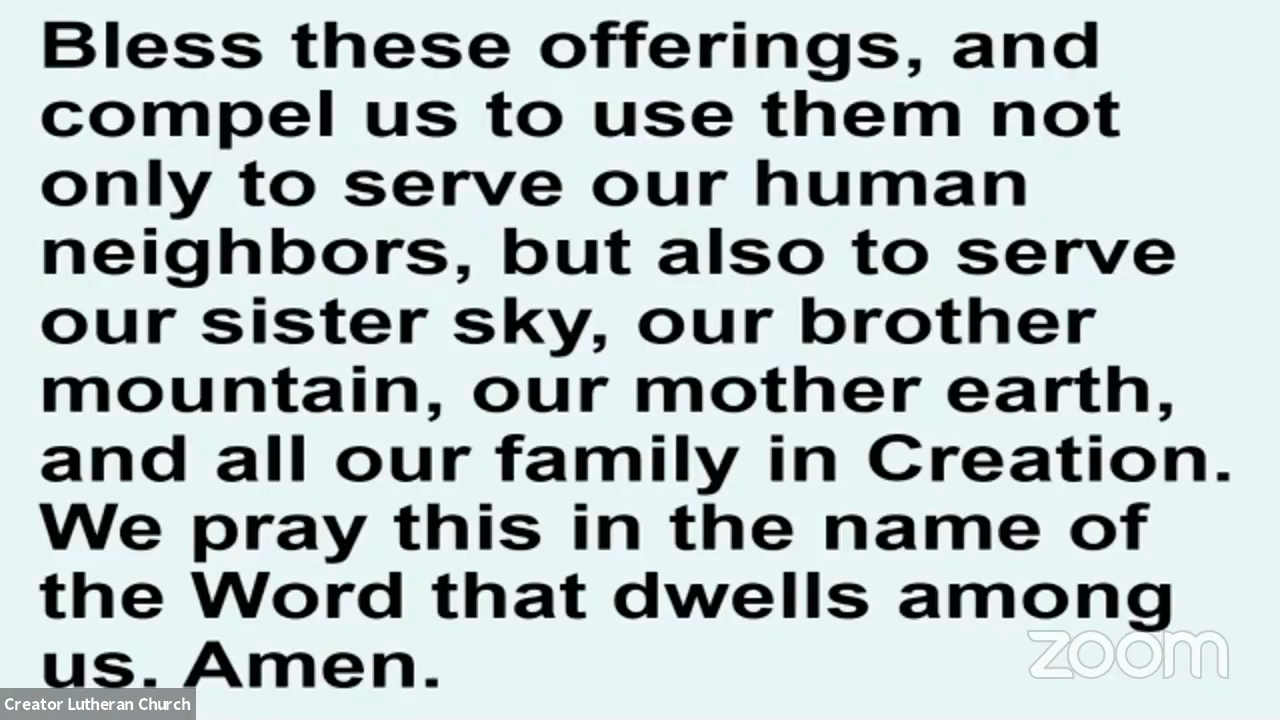 Bless these offerings, and
compel us to use them not
only to serve our human
neighbors, but also to serve
our sister sky, our brother
mountain, our mother earth,
and all our family in Creation.
We pray this in the name of
the Word that dwells among
us. Amen.
zoom
Creator Lutheran Church